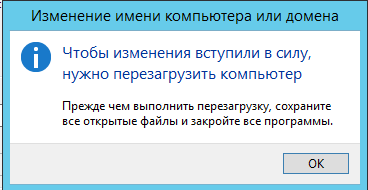 Изменение имени компьютера или домена
Чтобы изменения вступили в силу,
нужно перезагрузить компьютер
Прежде чем выполнить перезагрузку, сохраните
все открытые файлы и закройте все программы.
ОК